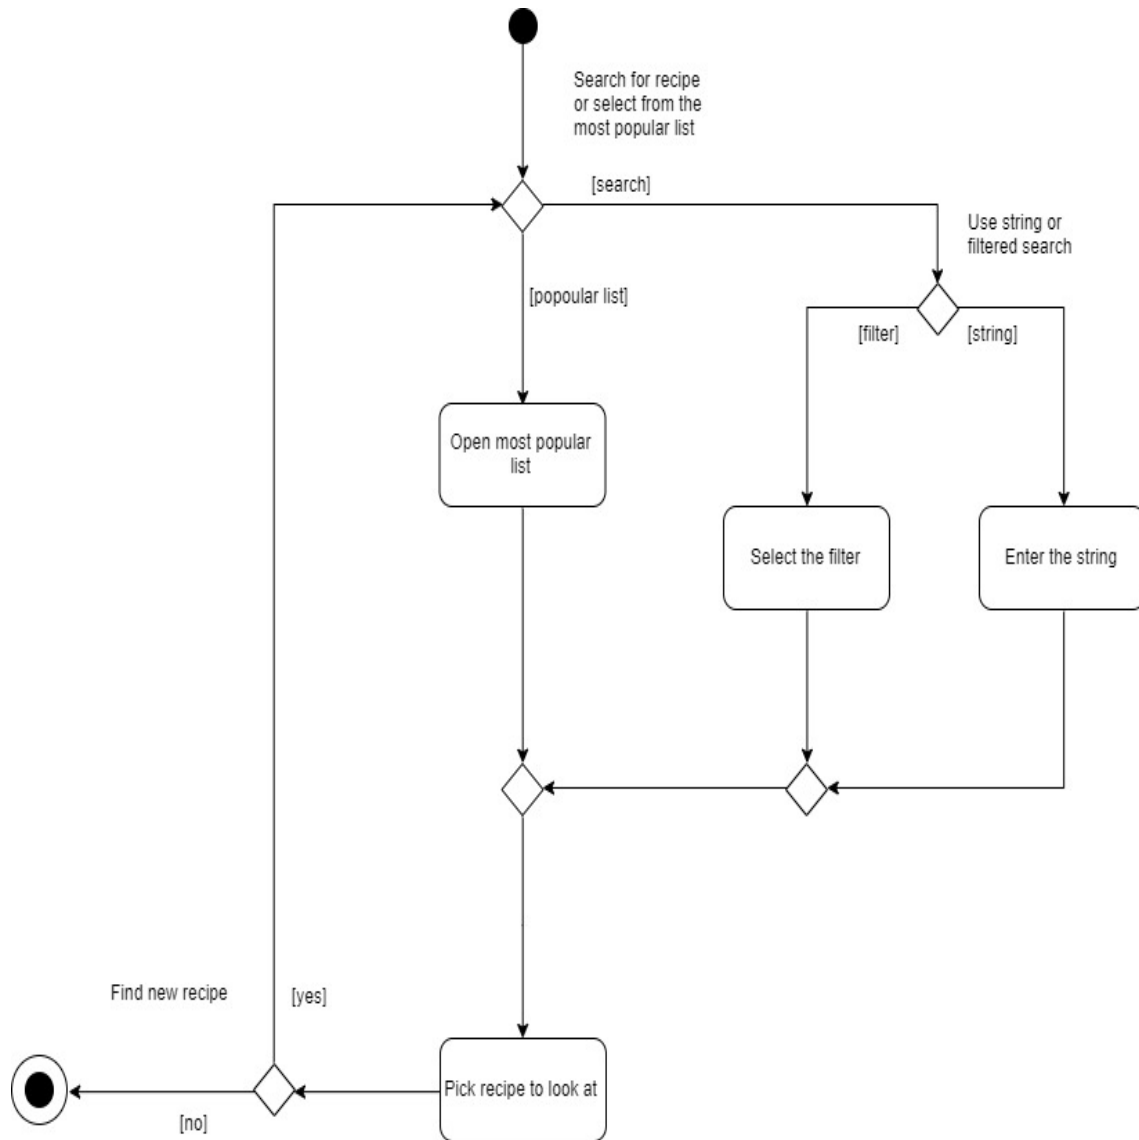 Search for recipe
or select from the
most popular list
[search]
Use string or
filtered search
[popoular list]
[filter]
[string]
Open most popular
list
Select the filter
Enter the string
Find new recipe
[yes]
Pick recipe to look at
[no]